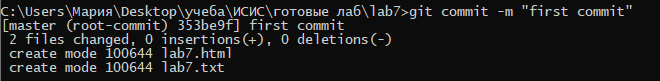 C:\Users\Мария\Desktop\учеба\ИСИС\готовые лаб\lab7>git commit -m "first commit"
[master (root-commit) 353be9f] first commit
 2 files changed, 0 insertions(+), 0 deletions(-)
 create mode 100644 lab7.html
 create mode 100644 lab7.txt